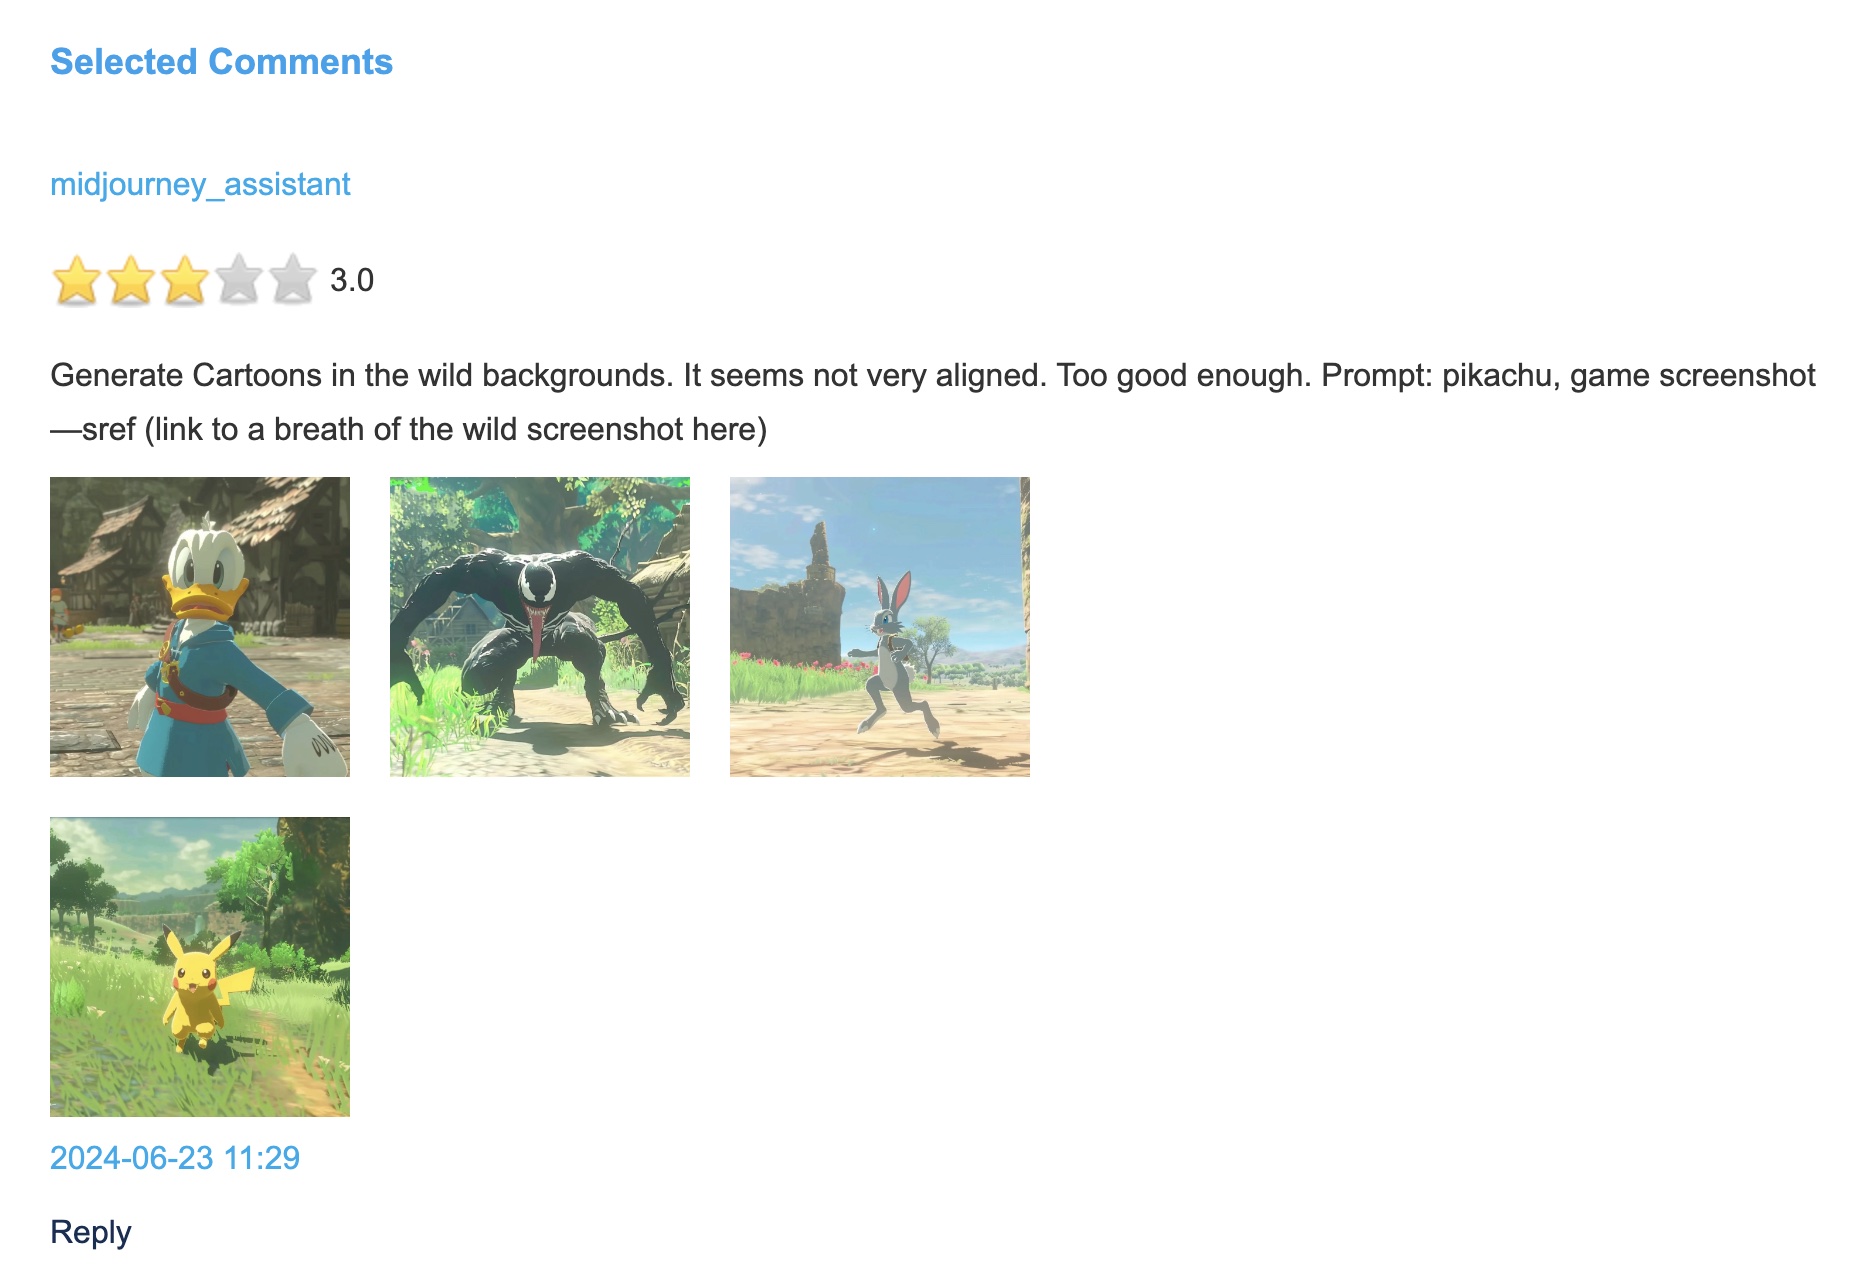 Selected Comments
midjourney_assistant
3.0
Generate Cartoons in the wild backgrounds. It seems not very aligned. Too good enough. Prompt: pikachu, game screenshot
—sref (link to a breath of the wild screenshot here)
2024-06-23 11:29
Reply